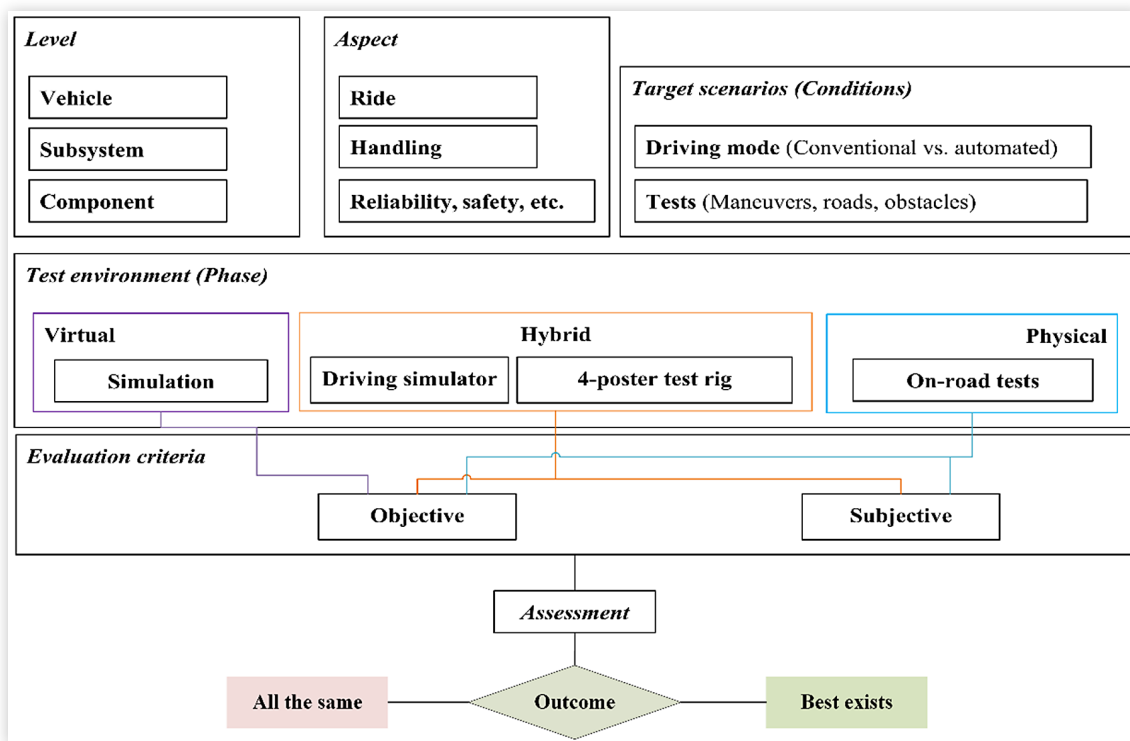 Level
Vehicle
Subsystem
Component
Aspect
Ride
Handling
Reliability, safety, etc.
Target scenarios (Conditions)
Driving mode (Conventional vs. automated)
Tests (Maneuvers, roads, obstacles)
Test environment (Phase)
Virtual
Simulation
Hybrid
Driving simulator
4-poster test rig
Physical
On-road tests
Evaluation criteria
Objective
Subjective
Assessment
All the same
Outcome
Best exists